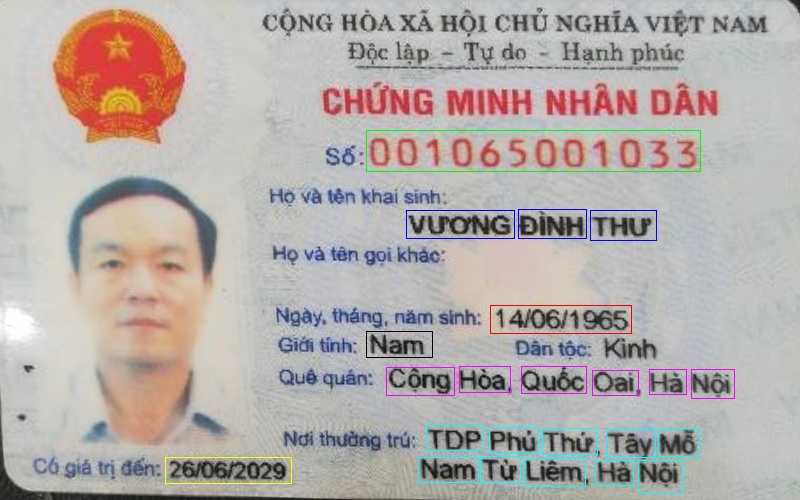 CỘNG HÒA XÃ HỘI CHỦ NGHĨA VIỆT NAM
Độc lập - Tự do - Hạnh phúc
CHỨNG MINH NHÂN DÂN
Số: 001065001033
Họ và tên khai sinh:
VƯƠNG ĐÌNH THƯ
Họ và tên gọi khác:
Ngày, tháng, năm sinh: 14/06/1965
Giới tính: Nam Dân tộc: Kinh
Quê quán: Cộng Hòa, Quốc Oai, Hà Nội
Nơi thường trú: TDP Phú Thứ, Tây Mỗ
Nam Từ Liêm, Hà Nội
Có giá trị đến: 26/06/2029